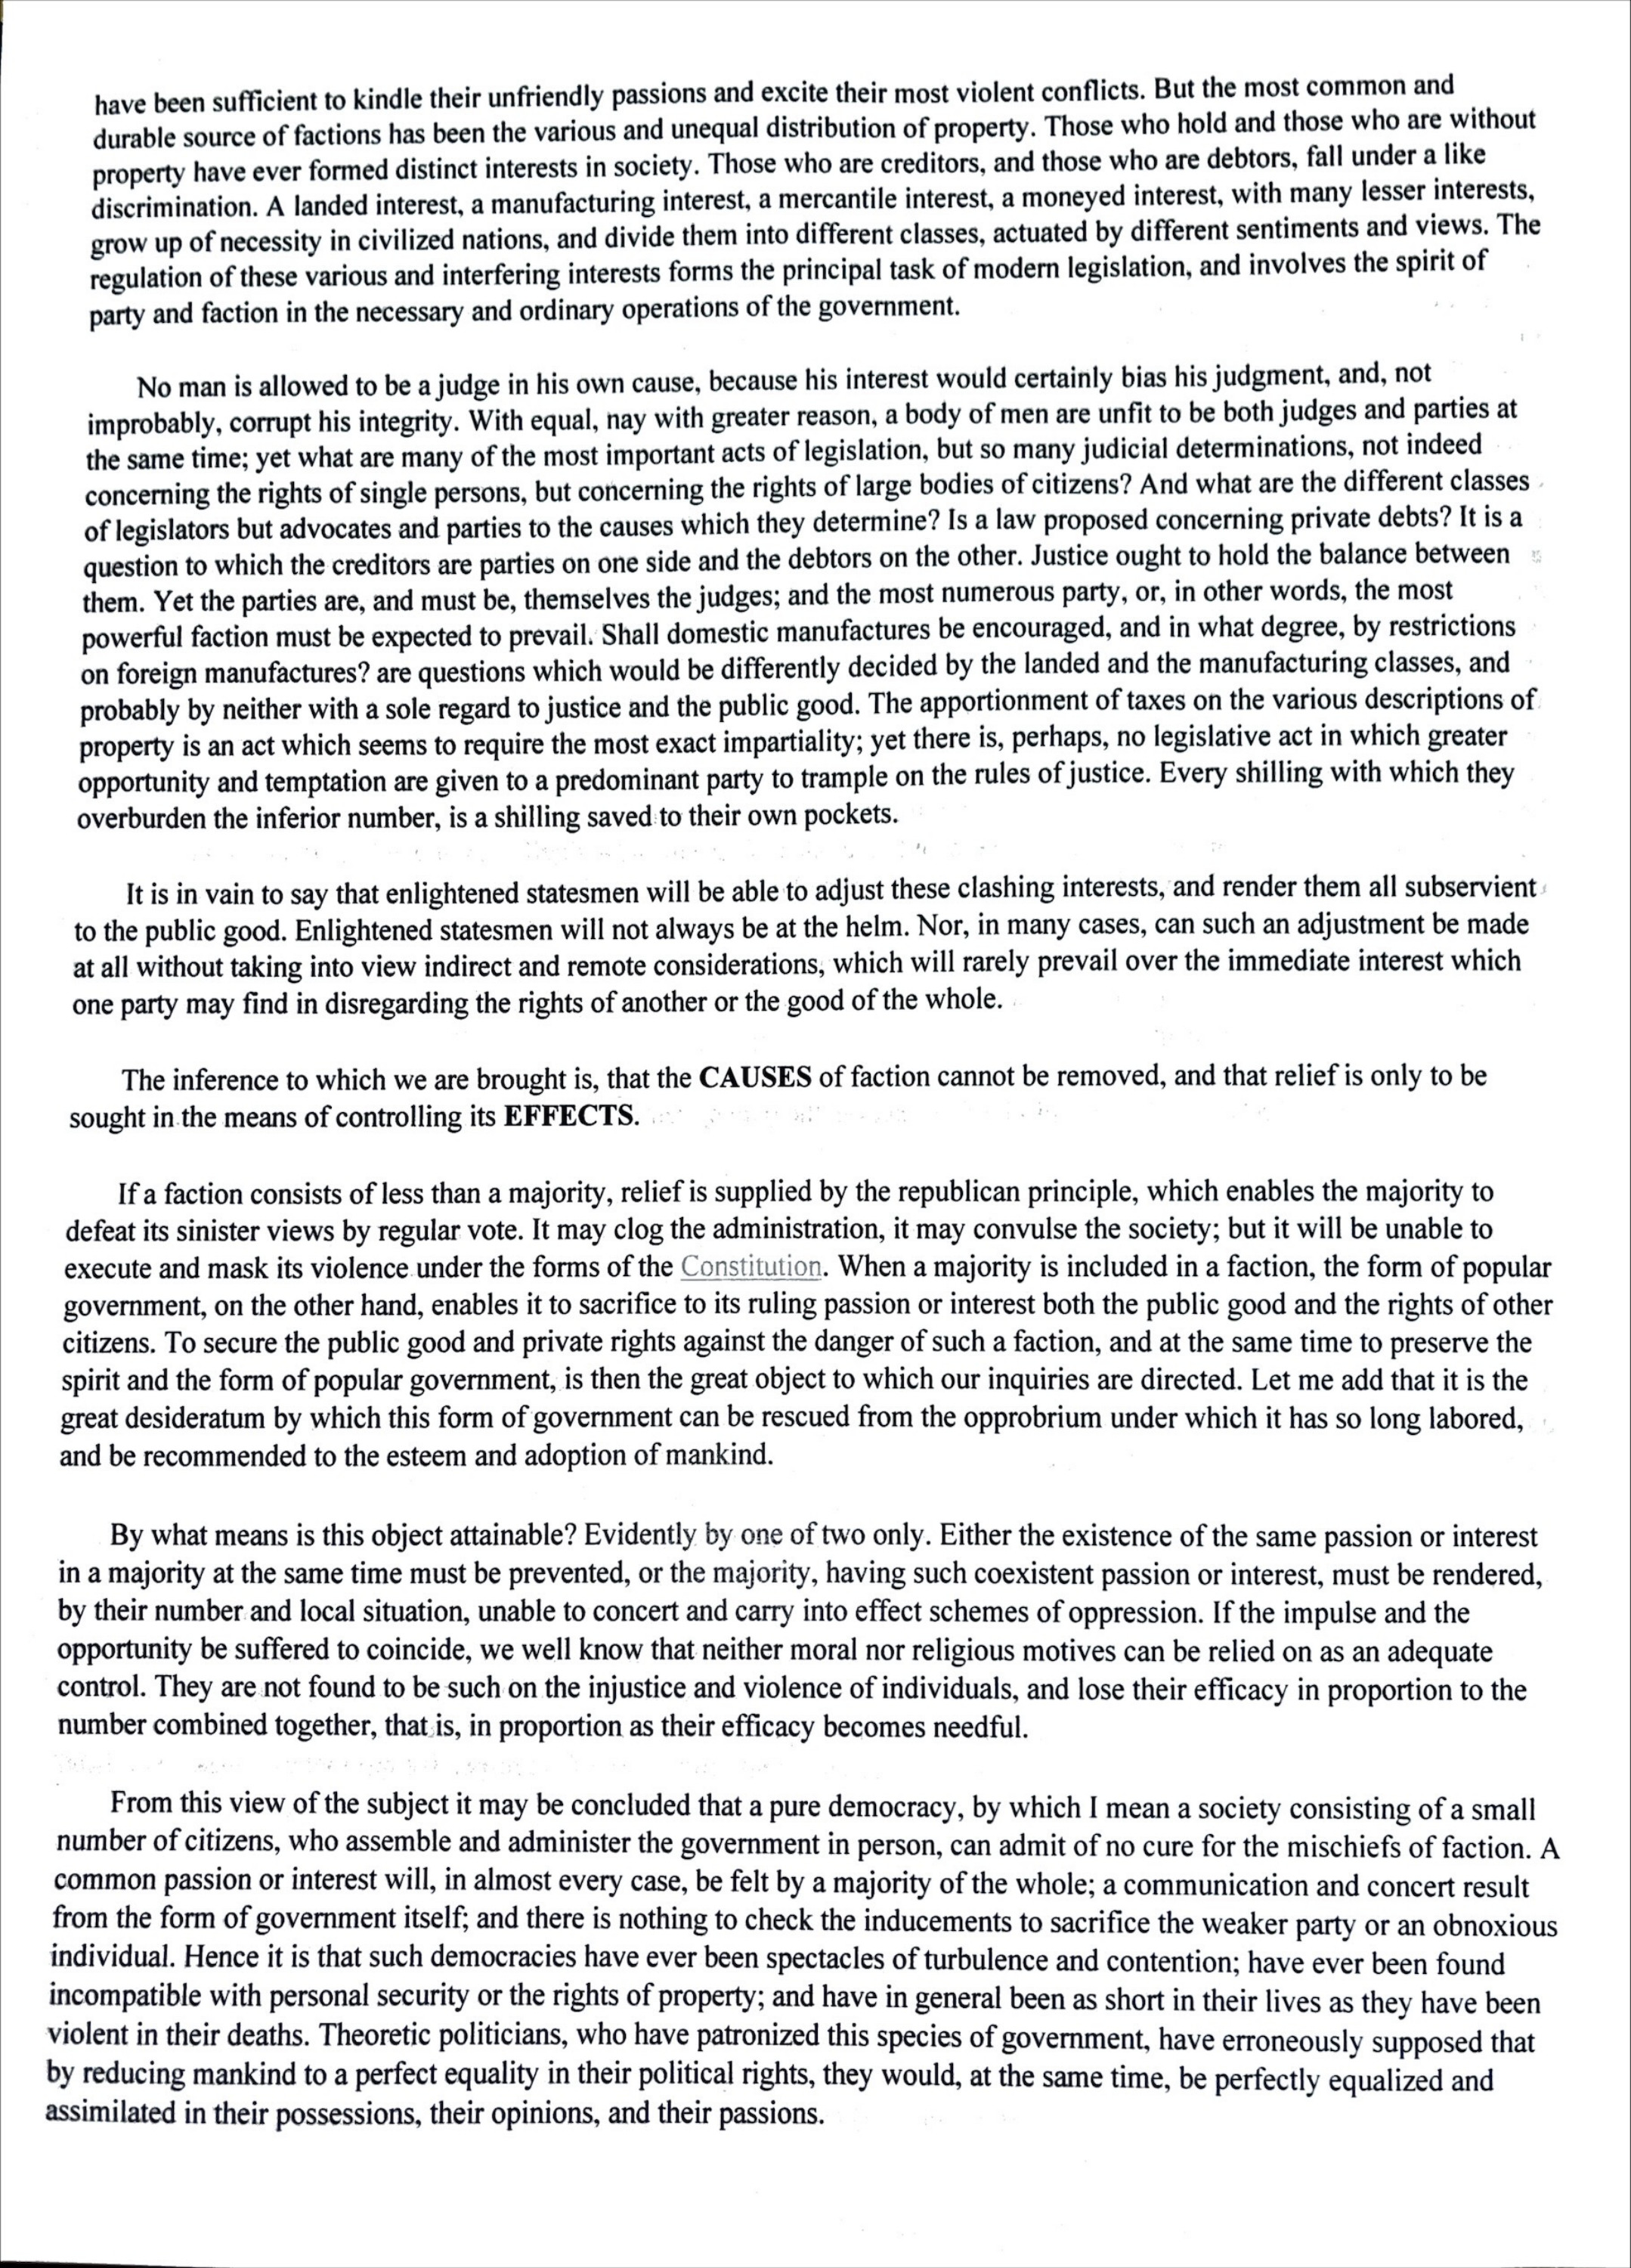 have been sufficient to kindle their unfriendly passions and excite their most violent conflicts. But the most common and
durable source of factions has been the various and unequal distribution of property. Those who hold and those who are without
property have ever formed distinct interests in society. Those who are creditors, and those who are debtors, fall under a like
discrimination. A landed interest, a manufacturing interest, a mercantile interest, a moneyed interest, with many lesser interests,
grow up of necessity in civilized nations, and divide them into different classes, actuated by different sentiments and views. The
regulation of these various and interfering interests forms the principal task of modern legislation, and involves the spirit of
party and faction in the necessary and ordinary operations of the government.
No man is allowed to be a judge in his own cause, because his interest would certainly bias his judgment, and, not
improbably, corrupt his integrity. With equal, nay with greater reason, a body of men are unfit to be both judges and parties at
the same time; yet what are many of the most important acts of legislation, but so many judicial determinations, not indeed
concerning the rights of single persons, but concerning the rights of large bodies of citizens? And what are the different classes
of legislators but advocates and parties to the causes which they determine? Is a law proposed concerning private debts? It is a
question to which the creditors are parties on one side and the debtors on the other. Justice ought to hold the balance between
them. Yet the parties are, and must be, themselves the judges; and the most numerous party, or, in other words, the most
powerful faction must be expected to prevail. Shall domestic manufactures be encouraged, and in what degree, by restrictions
on foreign manufactures? are questions which would be differently decided by the landed and the manufacturing classes, and
probably by neither with a sole regard to justice and the public good. The apportionment of taxes on the various descriptions of
property is an act which seems to require the most exact impartiality; yet there is, perhaps, no legislative act in which greater
opportunity and temptation are given to a predominant party to trample on the rules of justice. Every shilling with which they
overburden the inferior number, is a shilling saved to their own pockets.
It is in vain to say that enlightened statesmen will be able to adjust these clashing interests, and render them all subservient
to the public good. Enlightened statesmen will not always be at the helm. Nor, in many cases, can such an adjustment be made
at all without taking into view indirect and remote considerations, which will rarely prevail over the immediate interest which
one party may find in disregarding the rights of another or the good of the whole.
The inference to which we are brought is, that the CAUSES of faction cannot be removed, and that relief is only to be
sought in the means of controlling its EFFECTS.
If a faction consists of less than a majority, relief is supplied by the republican principle, which enables the majority to
defeat its sinister views by regular vote. It may clog the administration, it may convulse the society; but it will be unable to
execute and mask its violence under the forms of the Constitution. When a majority is included in a faction, the form of popular
government, on the other hand, enables it to sacrifice to its ruling passion or interest both the public good and the rights of other
citizens. To secure the public good and private rights against the danger of such a faction, and at the same time to preserve the
spirit and the form of popular government, is then the great object to which our inquiries are directed. Let me add that it is the
great desideratum by which this form of government can be rescued from the opprobrium under which it has so long labored,
and be recommended to the esteem and adoption of mankind.
By what means is this object attainable? Evidently by one of two only. Either the existence of the same passion or interest
in a majority at the same time must be prevented, or the majority, having such coexistent passion or interest, must be rendered,
by their number and local situation, unable to concert and carry into effect schemes of oppression. If the impulse and the
opportunity be suffered to coincide, we well know that neither moral nor religious motives can be relied on as an adequate
control. They are not found to be such on the injustice and violence of individuals, and lose their efficacy in proportion to the
number combined together, that is, in proportion as their efficacy becomes needful.
From this view of the subject it may be concluded that a pure democracy, by which I mean a society consisting of a small
number of citizens, who assemble and administer the government in person, can admit of no cure for the mischiefs of faction. A
common passion or interest will, in almost every case, be felt by a majority of the whole; a communication and concert result
from the form of government itself; and there is nothing to check the inducements to sacrifice the weaker party or an obnoxious
individual. Hence it is that such democracies have ever been spectacles of turbulence and contention; have ever been found
incompatible with personal security or the rights of property; and have in general been as short in their lives as they have been
violent in their deaths. Theoretic politicians, who have patronized this species of government, have erroneously supposed that
by reducing mankind to a perfect equality in their political rights, they would, at the same time, be perfectly equalized and
assimilated in their possessions, their opinions, and their passions.